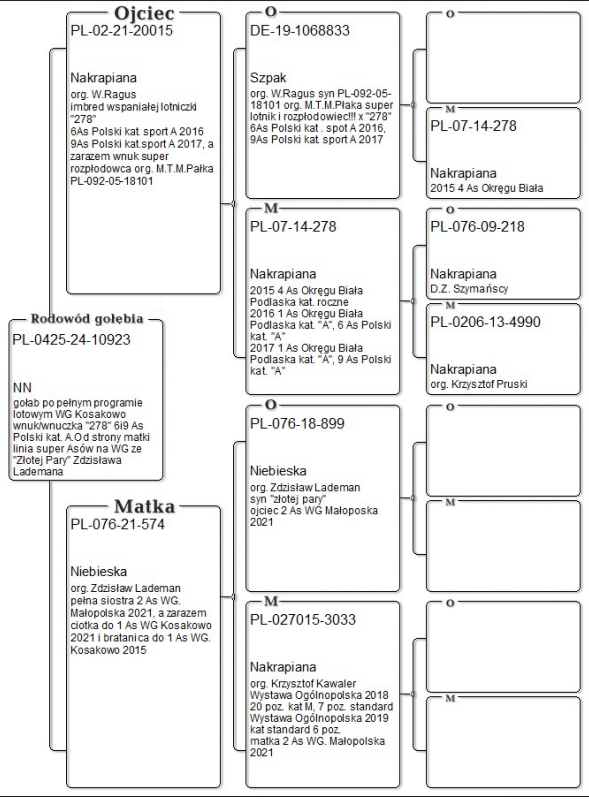 Ojciec
PL-02-21-20015
Nakrapiana
org. W.Ragus
imbred wspaniałej lotniczki
"278"
6As Polski kat. sport A 2016
9As Polski kat.sport A 2017, a
zarazem wnuk super
rozpłodowca org. M.T.M.Pałka
PL-092-05-18101
O
DE-19-1068833
Szpak
org. W.Ragus syn PL-092-05-
18101 org. M.T.M.Płaka super
lotnik i rozpłodowiec!!! x "278"
6As Polski kat . spot A 2016,
9As Polski kat. sport A 2017
O
M
PL-07-14-278
Nakrapiana
2015 4 As Okręgu Biała
M
PL-07-14-278
Nakrapiana
2015 4 As Okręgu Biała
Podlaska kat. roczne
2016 1 As Okręgu Biała
Podlaska kat. "A", 6 As Polski
kat. "A"
2017 1 As Okręgu Biała
Podlaska kat. "A", 9 As Polski
kat. "A"
O
PL-076-09-218
Nakrapiana
D.Z. Szymańscy
M
PL-0206-13-4990
Nakrapiana
org. Krzysztof Pruski
Rodowód gołębia
PL-0425-24-10923
NN
gołab po pełnym programie
lotowym WG Kosakowo
wnuk/wnuczka "278" 6i9 As
Polski kat. A.Od strony matki
linia super Asów na WG ze
"Złotej Pary" Zdzisława
Lademana
Matka
PL-076-21-574
Niebieska
org. Zdzisław Lademan
pełna siostra 2 As WG.
Małopolska 2021, a zarazem
ciotka do 1 As WG Kosakowo
2021 i bratanica do 1 As WG.
Kosakowo 2015
O
PL-076-18-899
Niebieska
org. Zdzisław Lademan
syn "złotej pary"
ojciec 2 As WG Małoposka
2021
O
M
M
PL-027015-3033
Nakrapiana
org. Krzysztof Kawaler
Wystawa Ogólnopolska 2018
20 poz. kat M, 7 poz. standard
Wystawa Ogólnopolska 2019
kat standard 6 poz.
matka 2 As WG. Małopolska
2021
O
M